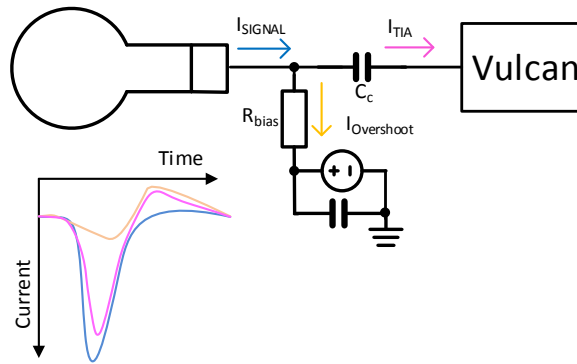 I_SIGNAL
I_TIA
Vulcan
C_c
R_bias
I_Overshoot
+ -
Time
Current